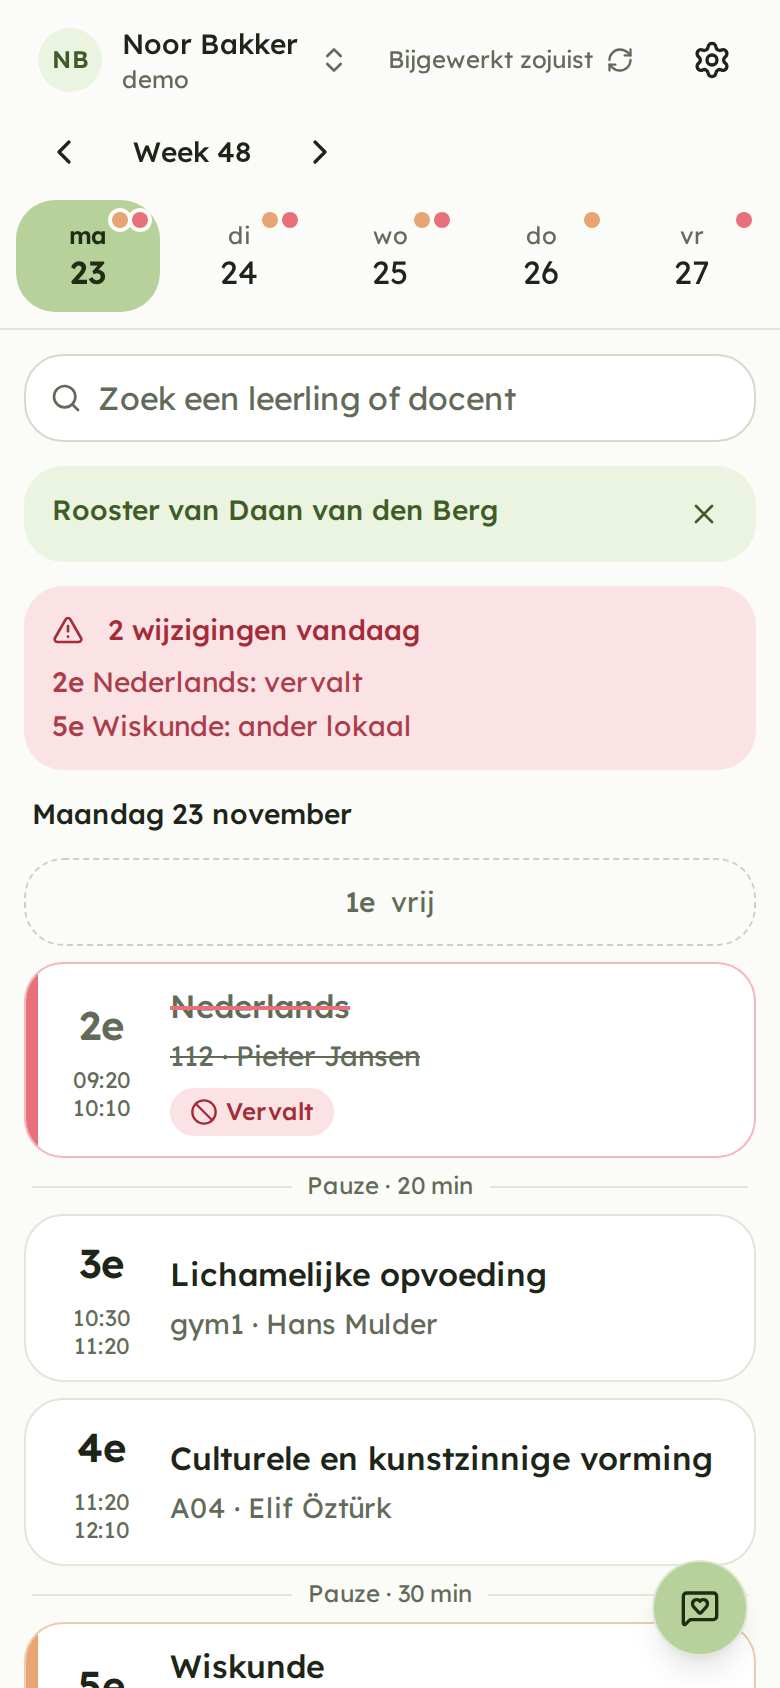 NB
Noor Bakker
demo
Bijgewerkt zojuist
Week 48
ma
23
di
24
wo
25
do
26
vr
27
Zoek een leerling of docent
Rooster van Daan van den Berg
2 wijzigingen vandaag
2e Nederlands: vervalt
5e Wiskunde: ander lokaal
Maandag 23 november
1e vrij
2e
09:20
10:10
Nederlands
112 · Pieter Jansen
Vervalt
Pauze · 20 min
3e
10:30
11:20
Lichamelijke opvoeding
gym1 · Hans Mulder
4e
11:20
12:10
Culturele en kunstzinnige vorming
A04 · Elif Öztürk
Pauze · 30 min
5e
Wiskunde